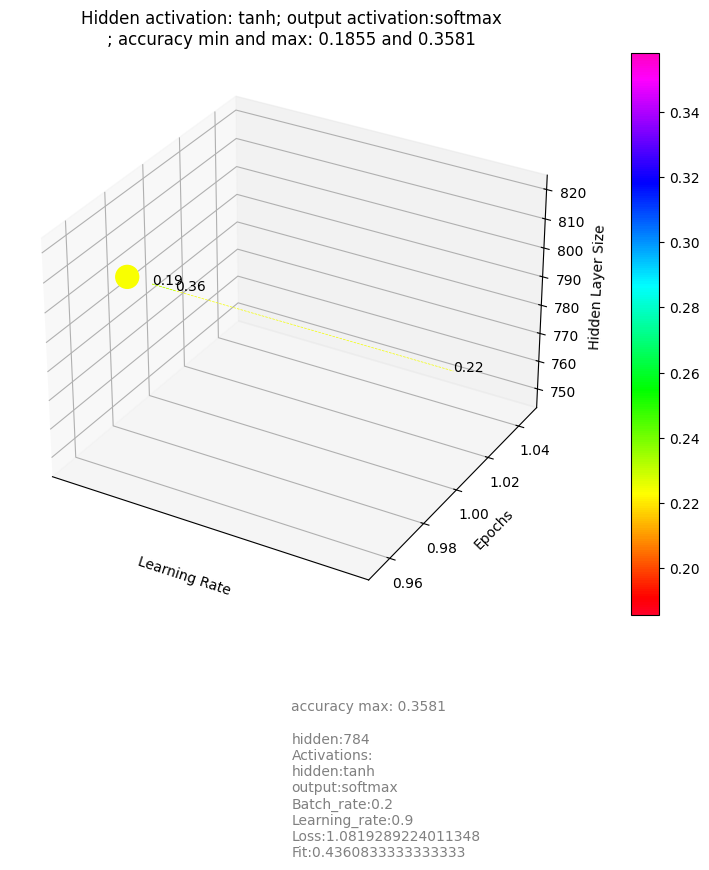 Hidden activation: tanh; output activation:softmax
; accuracy min and max: 0.1855 and 0.3581
0.34
0.32
0.30
0.28
0.26
0.24
0.22
0.20
820
810
800
790
780
770
760
750
Hidden Layer Size
0.19
0.36
0.22
1.04
1.02
1.00
0.98
0.96
Epochs
Learning Rate
accuracy max: 0.3581
hidden:784
Activations:
hidden:tanh
output:softmax
Batch_rate:0.2
Learning_rate:0.9
Loss:1.0819289224011348
Fit:0.4360833333333333